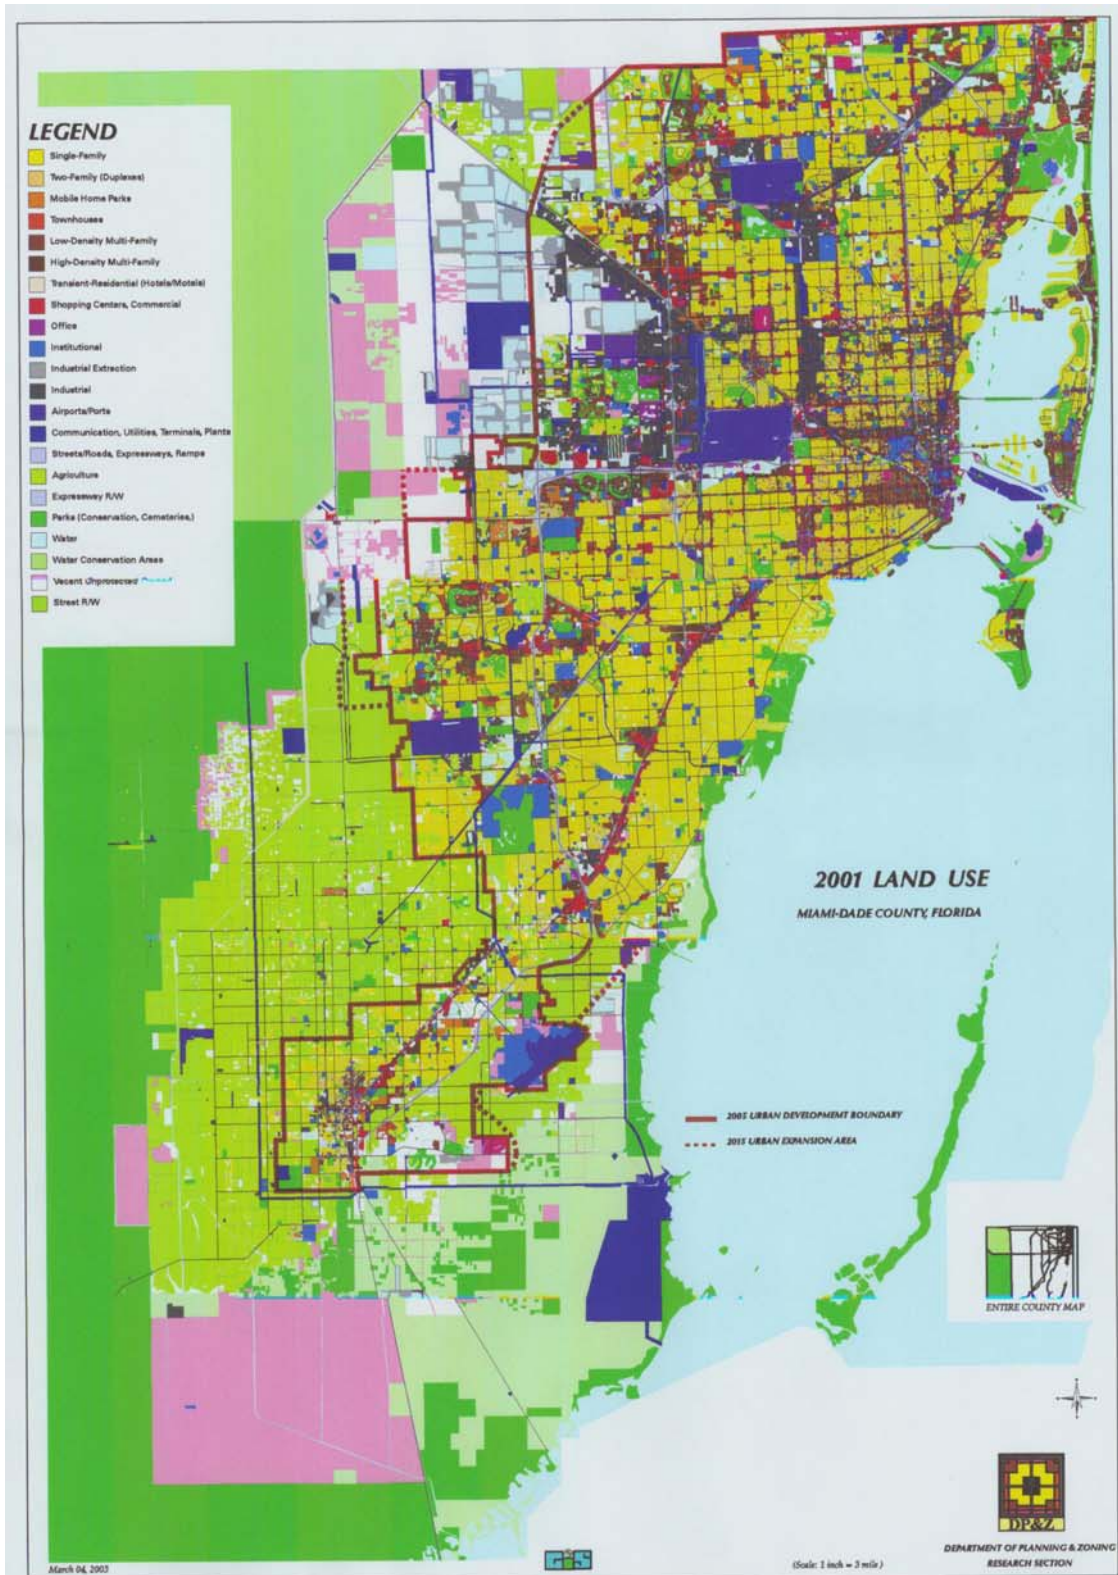 LEGEND
Single-Family
Two-Family (Duplexes)
Mobile Home Parks
Townhouses
Low-Density Multi-Family
High-Density Multi-Family
Transient-Residential (Hotels/Motels)
Shopping Centers, Commercial
Office
Institutional
Industrial Extraction
Industrial
Airports/Ports
Communication, Utilities, Terminals, Plants
Streets/Roads, Expressways, Ramps
Agriculture
Expressway R/W
Parks (Conservation, Cemeteries,)
Water
Water Conservation Areas
Vacant Unprotected
Street R/W
2001 LAND USE
MIAMI-DADE COUNTY, FLORIDA
2005 URBAN DEVELOPMENT BOUNDARY
2015 URBAN EXPANSION AREA
ENTIRE COUNTY MAP
DP&Z
DEPARTMENT OF PLANNING & ZONING
RESEARCH SECTION
March 04, 2003
GIS
(Scale: 1 inch = 3 mile)